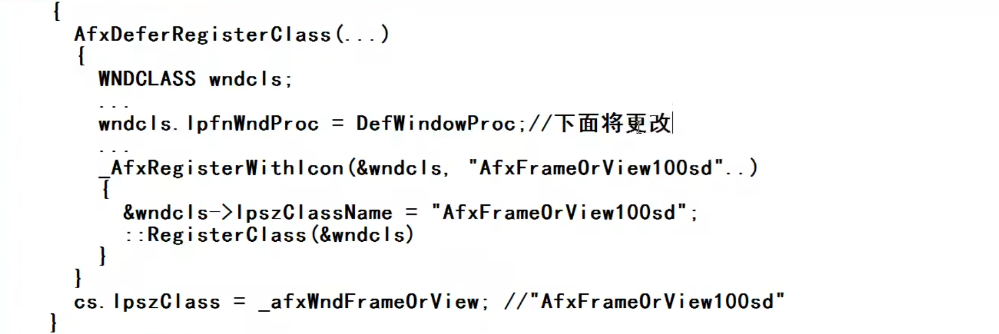 {
AfxDeferRegisterClass(...)
{
WNDCLASS wndcls;
...
wndcls.lpfnWndProc = DefWindowProc;//下面将更改
...
_AfxRegisterWithIcon(&wndcls, "AfxFrameOrView100sd"..)
{
&wndcls->lpszClassName = "AfxFrameOrView100sd";
::RegisterClass(&wndcls)
}
}
cs.lpszClass = _afxWndFrameOrView; //"AfxFrameOrView100sd"
}